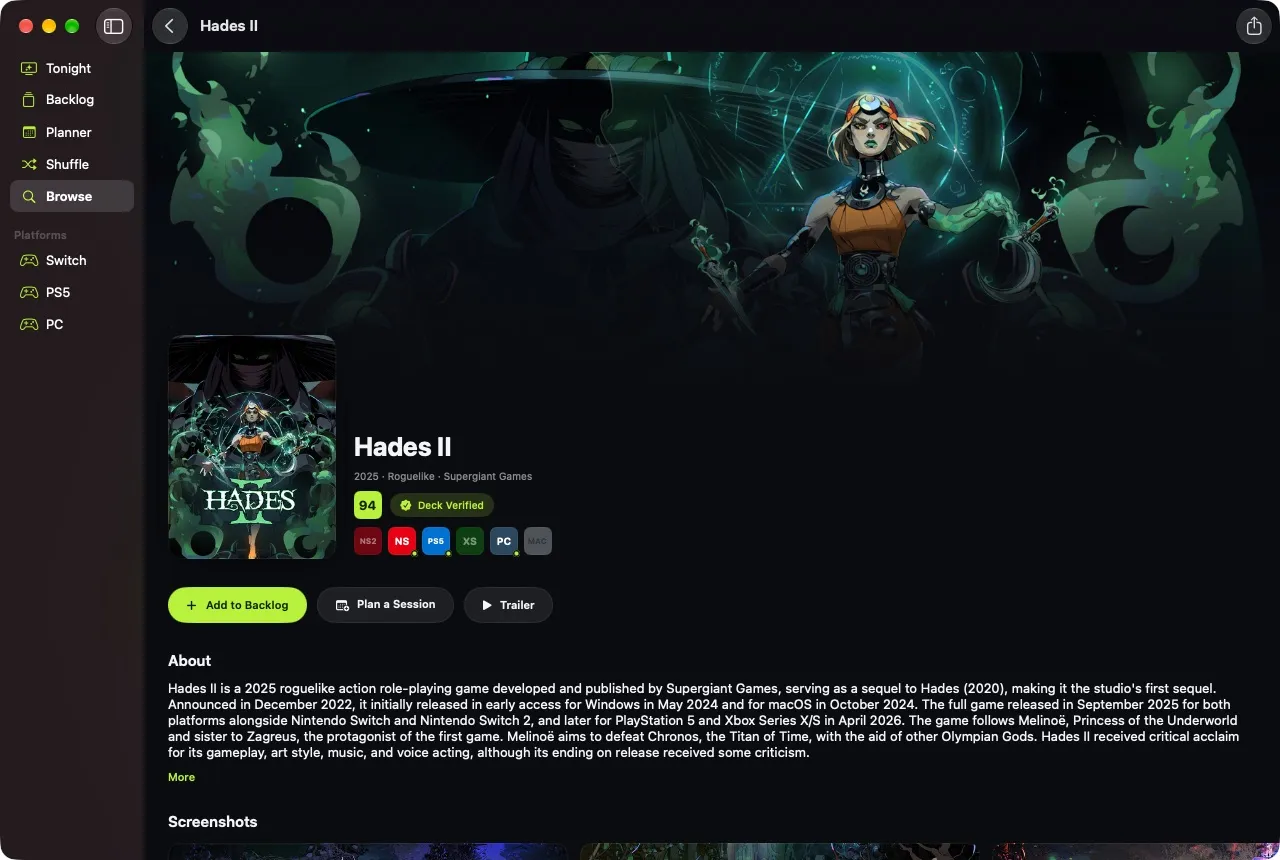 Hades II
Tonight
Backlog
Planner
Shuffle
Browse
Platforms
Switch
PS5
PC
HADES
II
Hades II
2025 · Roguelike · Supergiant Games
94
Deck Verified
NS2
NS
PS5
XS
PC
MAC
Add to Backlog
Plan a Session
Trailer
About
Hades II is a 2025 roguelike action role-playing game developed and published by Supergiant Games, serving as a sequel to Hades (2020), making it the studio's first sequel.
Announced in December 2022, it initially released in early access for Windows in May 2024 and for macOS in October 2024. The full game released in September 2025 for both
platforms alongside Nintendo Switch and Nintendo Switch 2, and later for PlayStation 5 and Xbox Series X/S in April 2026. The game follows Melinoë, Princess of the Underworld
and sister to Zagreus, the protagonist of the first game. Melinoë aims to defeat Chronos, the Titan of Time, with the aid of other Olympian Gods. Hades II received critical acclaim
for its gameplay, art style, music, and voice acting, although its ending on release received some criticism.
More
Screenshots